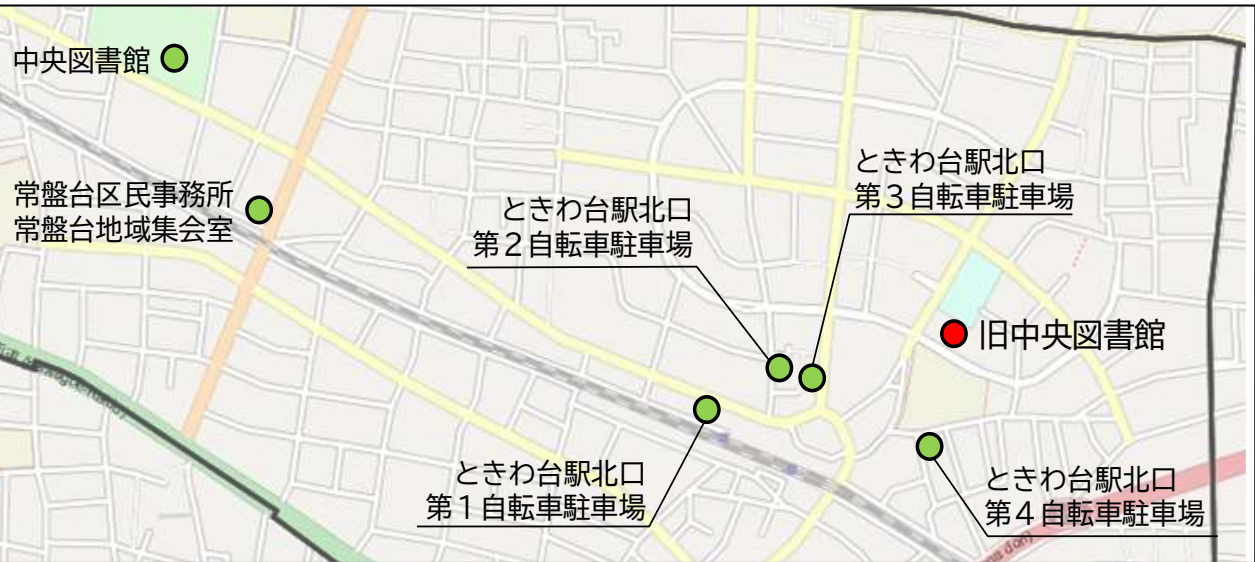 中央図書館
常盤台区民事務所
常盤台地域集会室
ときわ台駅北口
第２自転車駐車場
ときわ台駅北口
第３自転車駐車場
旧中央図書館
ときわ台駅北口
第１自転車駐車場
ときわ台駅北口
第４自転車駐車場